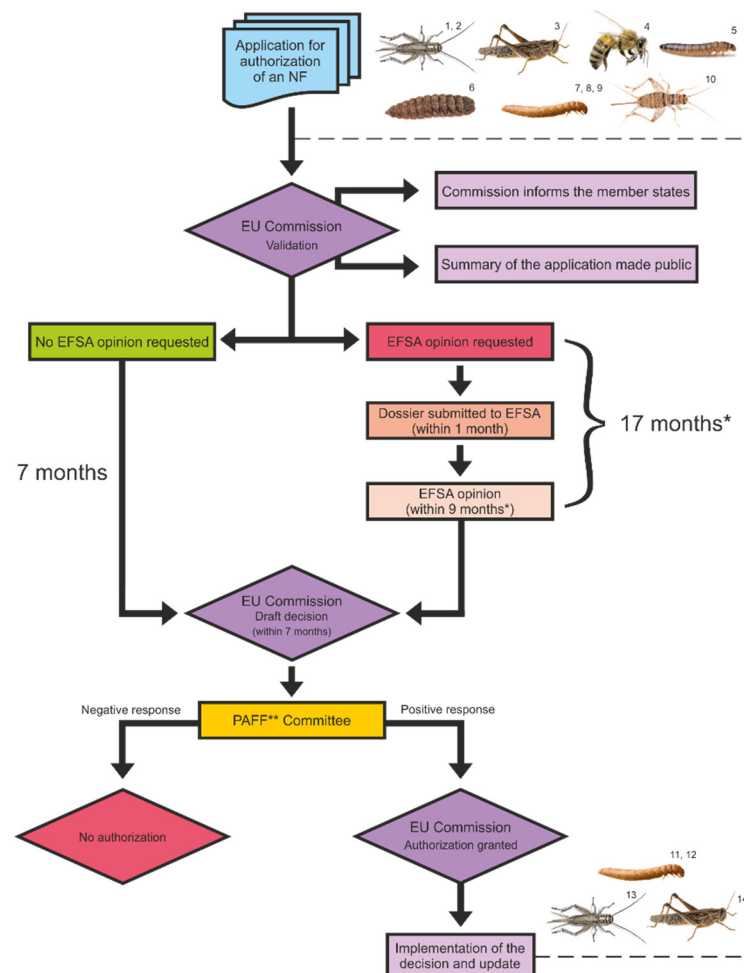 Application for
authorization
of an NF
1, 2
3
4
5
6
7, 8, 9
10
EU Commission
Validation
Commission informs the member states
Summary of the application made public
No EFSA opinion requested
EFSA opinion requested
Dossier submitted to EFSA
(within 1 month)
EFSA opinion
(within 9 months*)
17 months*
7 months
EU Commission
Draft decision
(within 7 months)
Negative response
PAFF** Committee
Positive response
No authorization
EU Commission
Authorization granted
11, 12
13
14
Implementation of the
decision and update